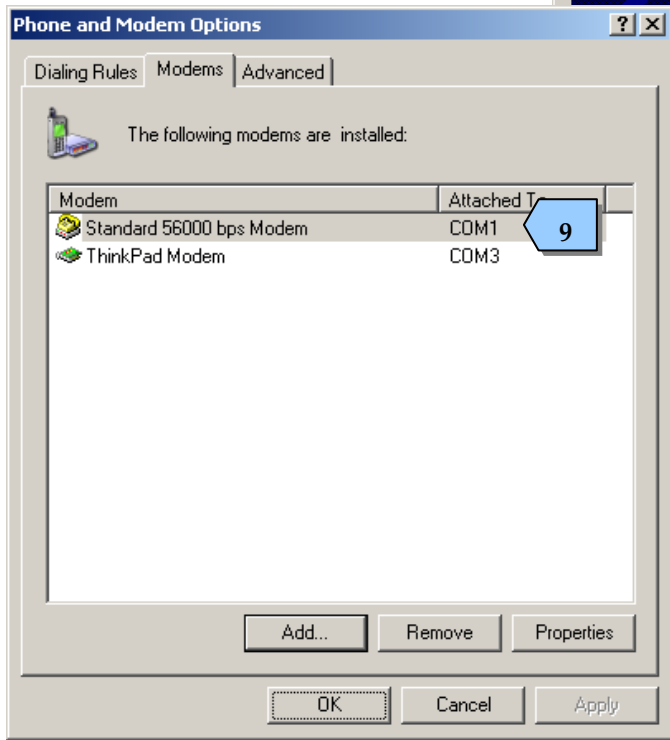 Phone and Modem Options
Dialing Rules Modems Advanced
The following modems are installed:
Modem Attached To
Standard 56000 bps Modem COM1 9
ThinkPad Modem COM3
Add... Remove Properties
OK Cancel Apply